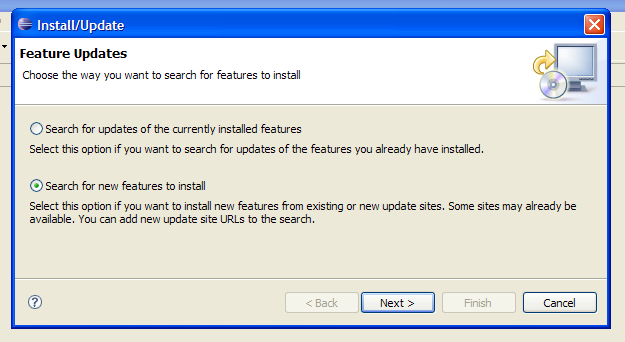 Install/Update
Feature Updates
Choose the way you want to search for features to install
Search for updates of the currently installed features
Select this option if you want to search for updates of the features you already have installed.
Search for new features to install
Select this option if you want to install new features from existing or new update sites. Some sites may already be
available. You can add new update site URLs to the search.
? < Back Next > Finish Cancel